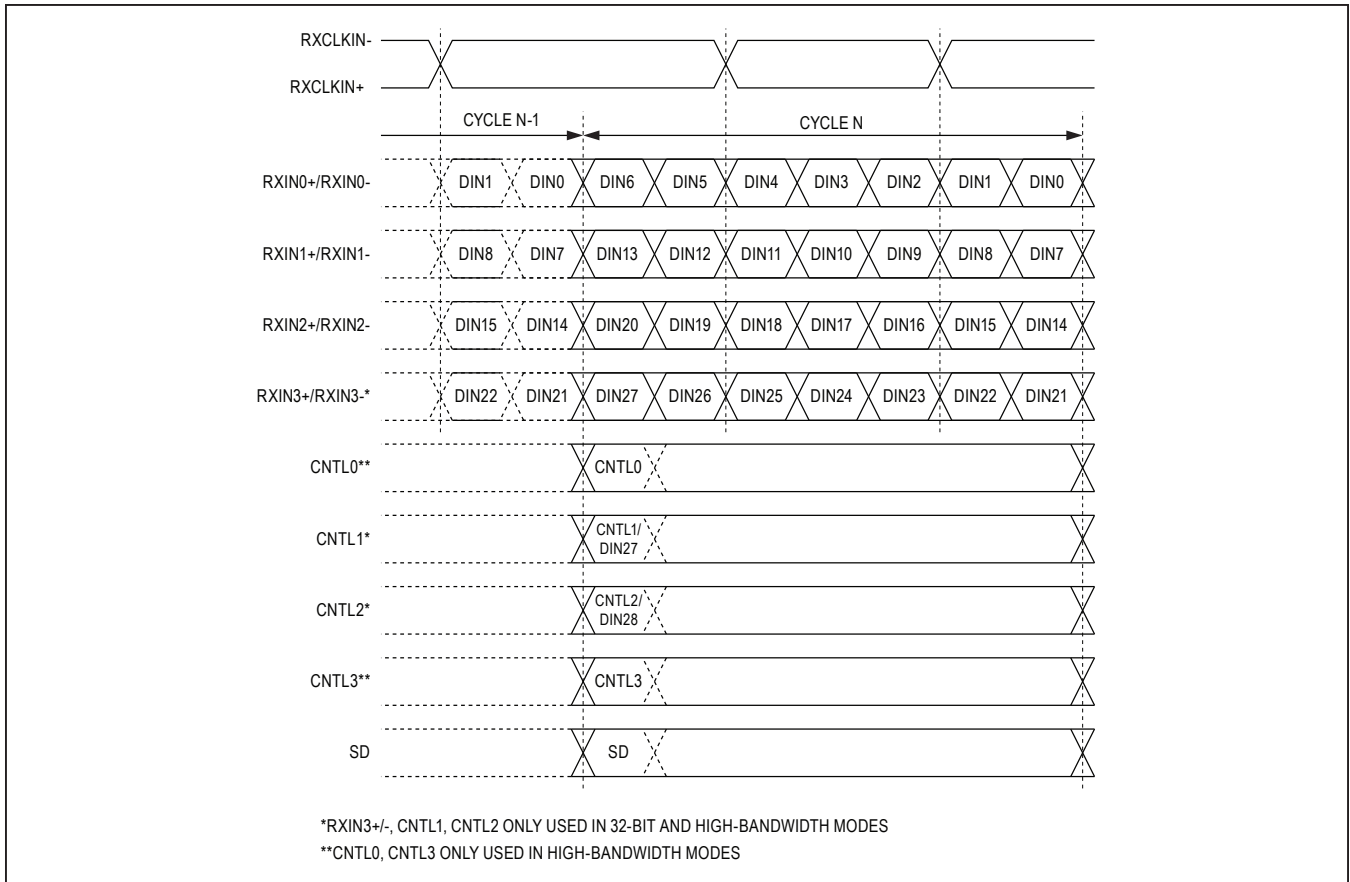 RXCLKIN-
RXCLKIN+
CYCLE N-1 CYCLE N
RXIN0+/RXIN0- DIN1 DIN0 DIN6 DIN5 DIN4 DIN3 DIN2 DIN1 DIN0
RXIN1+/RXIN1- DIN8 DIN7 DIN13 DIN12 DIN11 DIN10 DIN9 DIN8 DIN7
RXIN2+/RXIN2- DIN15 DIN14 DIN20 DIN19 DIN18 DIN17 DIN16 DIN15 DIN14
RXIN3+/RXIN3-* DIN22 DIN21 DIN27 DIN26 DIN25 DIN24 DIN23 DIN22 DIN21
CNTL0** CNTL0
CNTL1* CNTL1/
DIN27
CNTL2* CNTL2/
DIN28
CNTL3** CNTL3
SD SD
*RXIN3+/-, CNTL1, CNTL2 ONLY USED IN 32-BIT AND HIGH-BANDWIDTH MODES
**CNTL0, CNTL3 ONLY USED IN HIGH-BANDWIDTH MODES